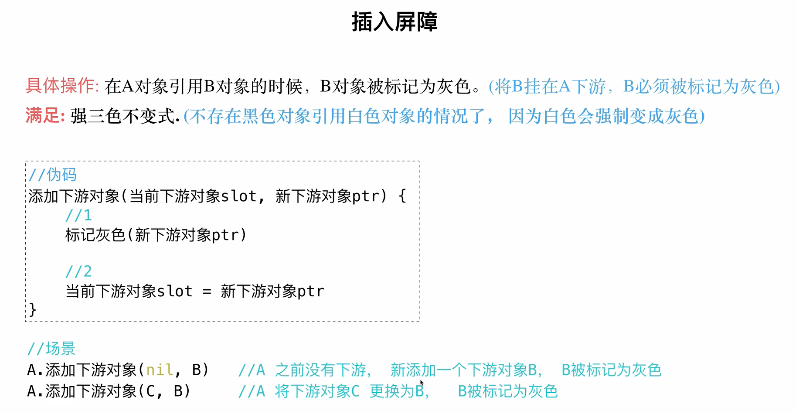 插入屏障
具体操作: 在A对象引用B对象的时候，B对象被标记为灰色。(将B挂在A下游，B必须被标记为灰色)
满足: 强三色不变式. (不存在黑色对象引用白色对象的情况了， 因为白色会强制变成灰色)
//伪码
添加下游对象(当前下游对象slot, 新下游对象ptr) {
//1
标记灰色(新下游对象ptr)
//2
当前下游对象slot = 新下游对象ptr
}
//场景
A.添加下游对象(nil, B) //A 之前没有下游， 新添加一个下游对象B， B被标记为灰色
A.添加下游对象(C, B) //A 将下游对象C 更换为B， B被标记为灰色